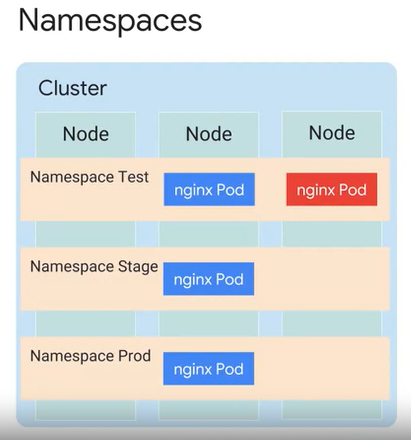 Namespaces
Cluster
Node Node Node
Namespace Test nginx Pod nginx Pod
Namespace Stage nginx Pod
Namespace Prod nginx Pod